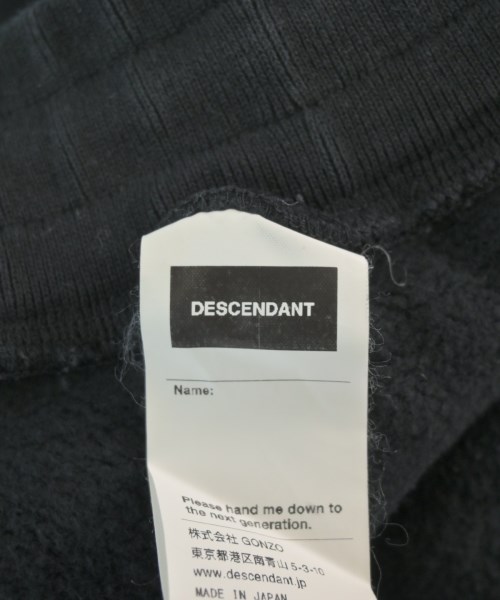 DESCENDANT
Name:
Please hand me down to
the next generation.
株式会社 GONZO
東京都港区南青山 5-3-10
www.descendant.jp
MADE IN JAPAN